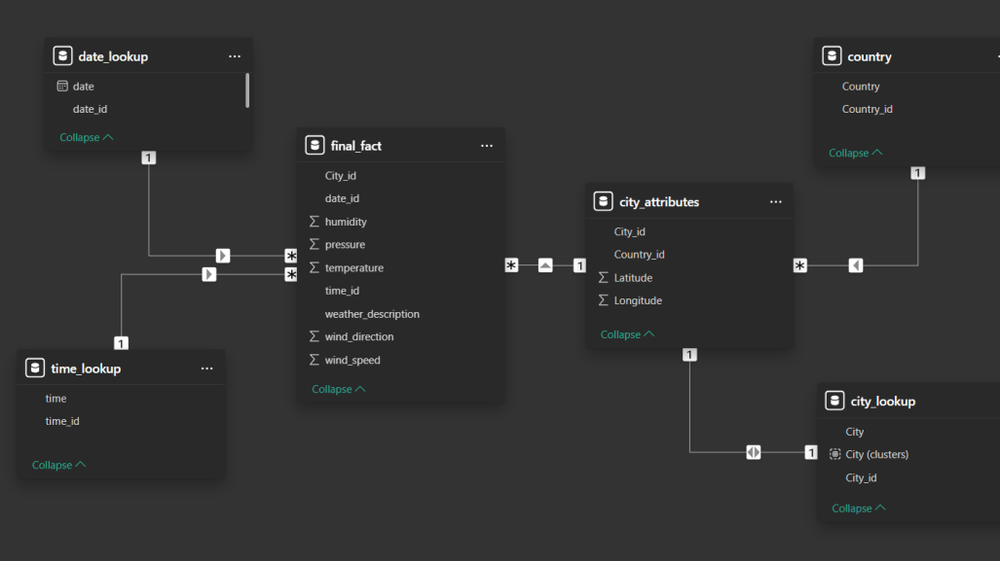 date_lookup
...
date
date_id
Collapse
1
final_fact
...
City_id
date_id
humidity
pressure
temperature
time_id
weather_description
wind_direction
wind_speed
Collapse
*
*
*
time_lookup
...
time
time_id
Collapse
1
city_attributes
...
City_id
Country_id
Latitude
Longitude
Collapse
1
*
1
country
Country
Country_id
Collapse
1
city_lookup
City
City (clusters)
City_id
Collapse
1